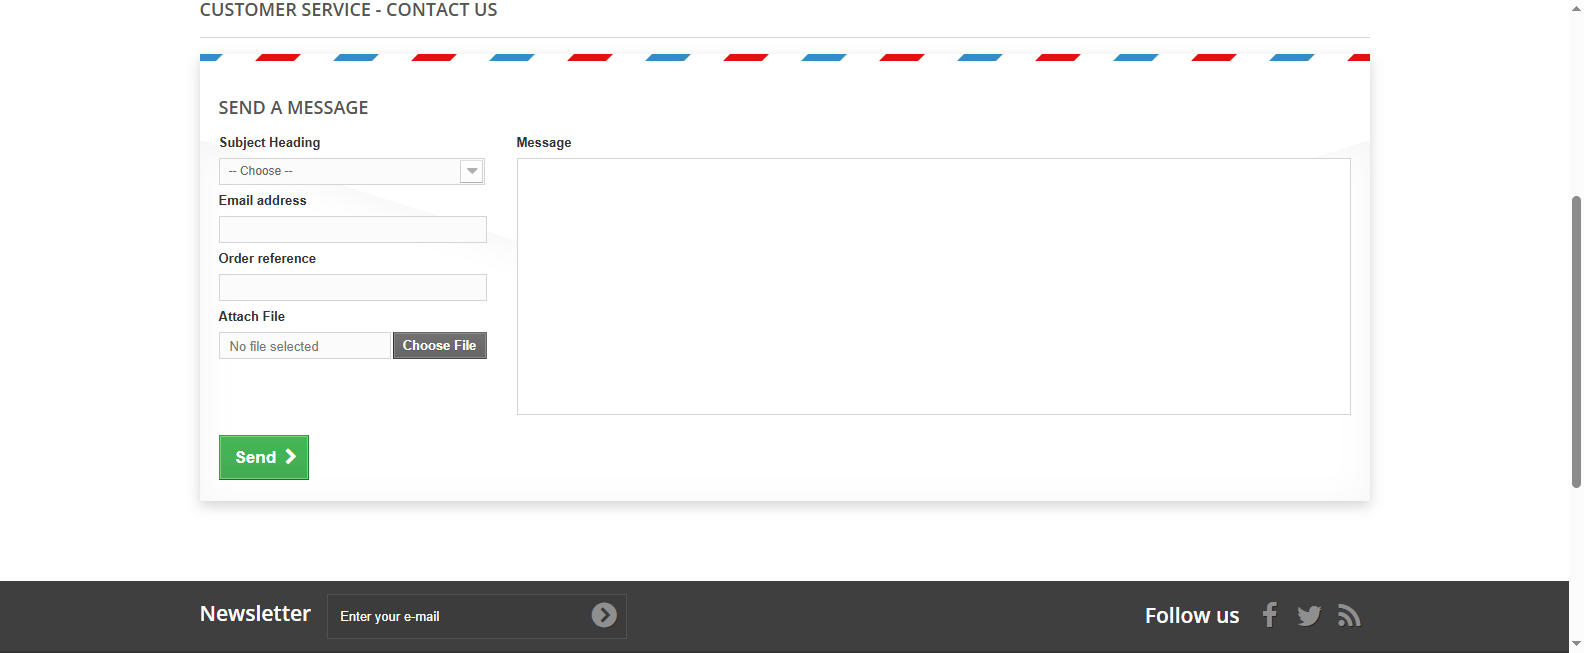 CUSTOMER SERVICE - CONTACT US
SEND A MESSAGE
Subject Heading
-- Choose --
Email address
Order reference
Attach File
No file selected
Choose File
Message
Send
Newsletter
Enter your e-mail
Follow us